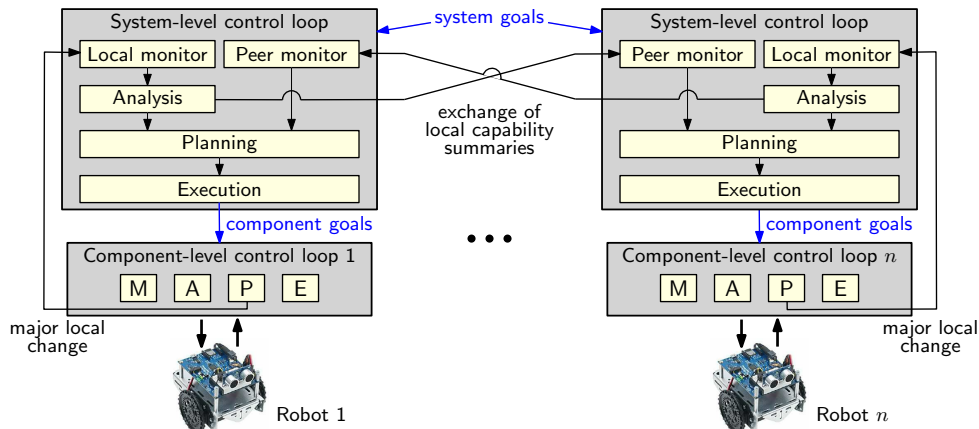 System-level control loop
system goals
System-level control loop
Local monitor
Peer monitor
Peer monitor
Local monitor
Analysis
Analysis
exchange of
local capability
summaries
Planning
Planning
Execution
Execution
component goals
component goals
Component-level control loop 1
Component-level control loop n
M A P E
M A P E
major local
change
major local
change
Robot 1
Robot n